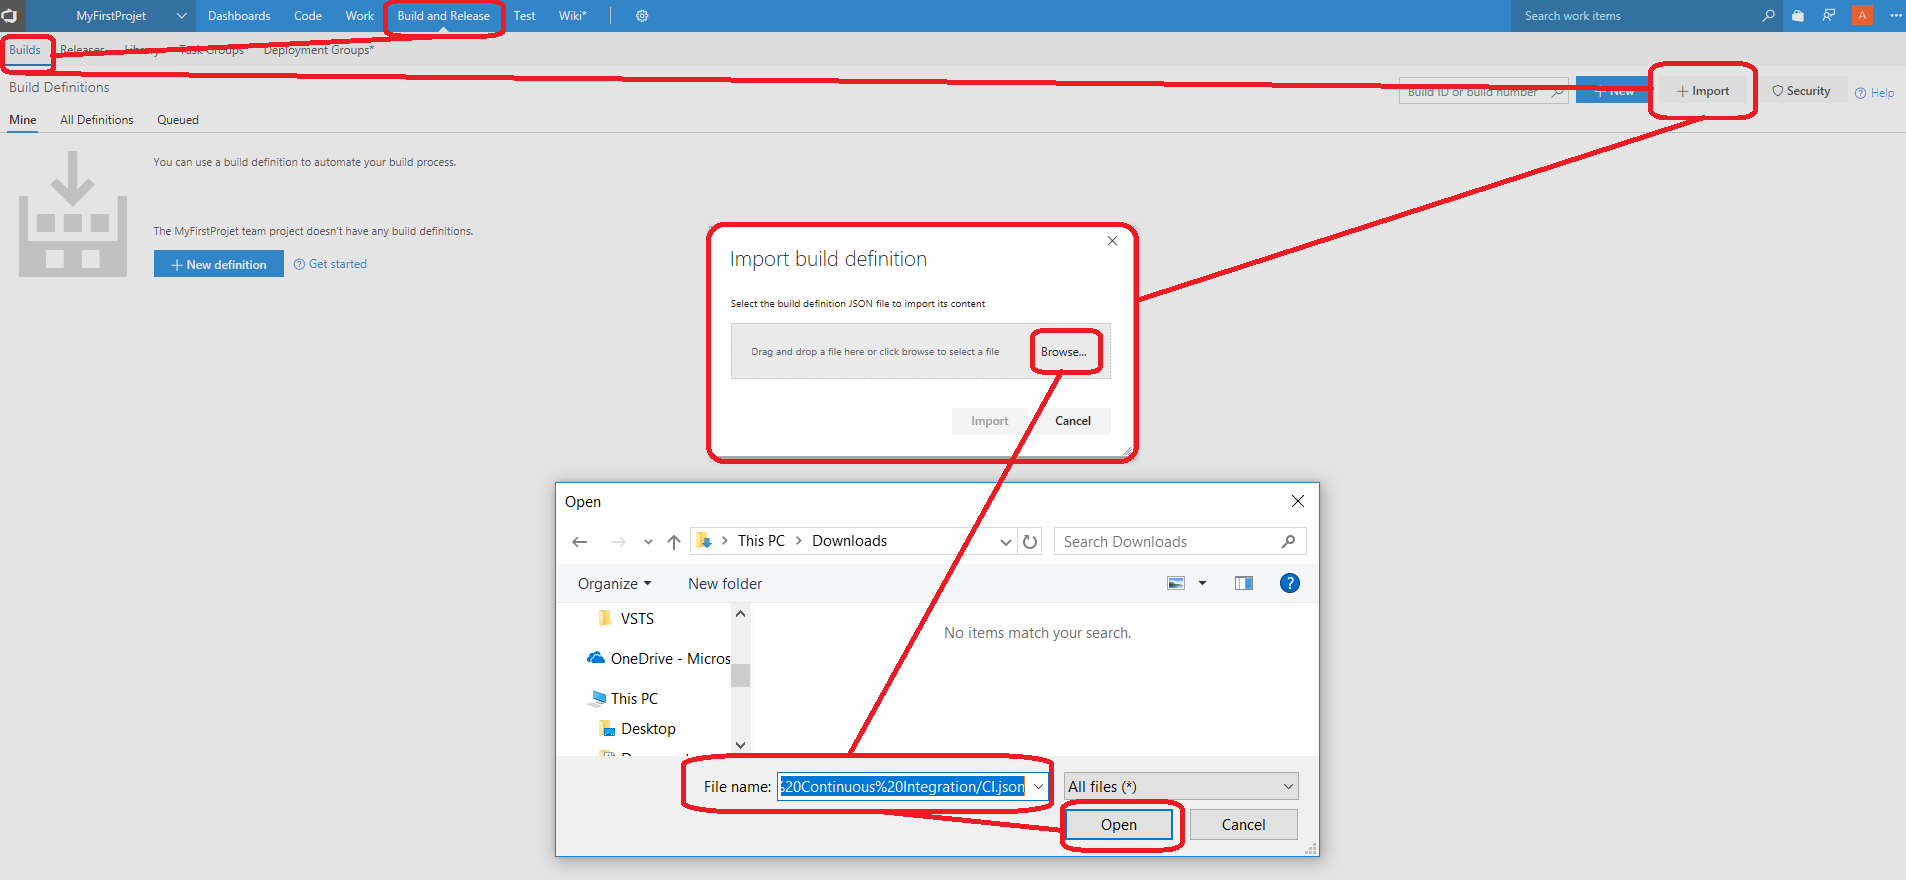 MyFirstProjet Dashboards Code Work Build and Release Test Wiki* Search work items A
Builds Releases Library Task Groups Deployment Groups*
Build Definitions Build ID or build number + New + Import Security Help
Mine All Definitions Queued
You can use a build definition to automate your build process.
The MyFirstProjet team project doesn't have any build definitions.
+ New definition Get started
Import build definition
Select the build definition JSON file to import its content
Drag and drop a file here or click browse to select a file Browse...
Import Cancel
Open
This PC > Downloads Search Downloads
Organize New folder
VSTS
No items match your search.
OneDrive - Micros
This PC
Desktop
File name: %20Continuous%20Integration/CI.json All files (*)
Open Cancel